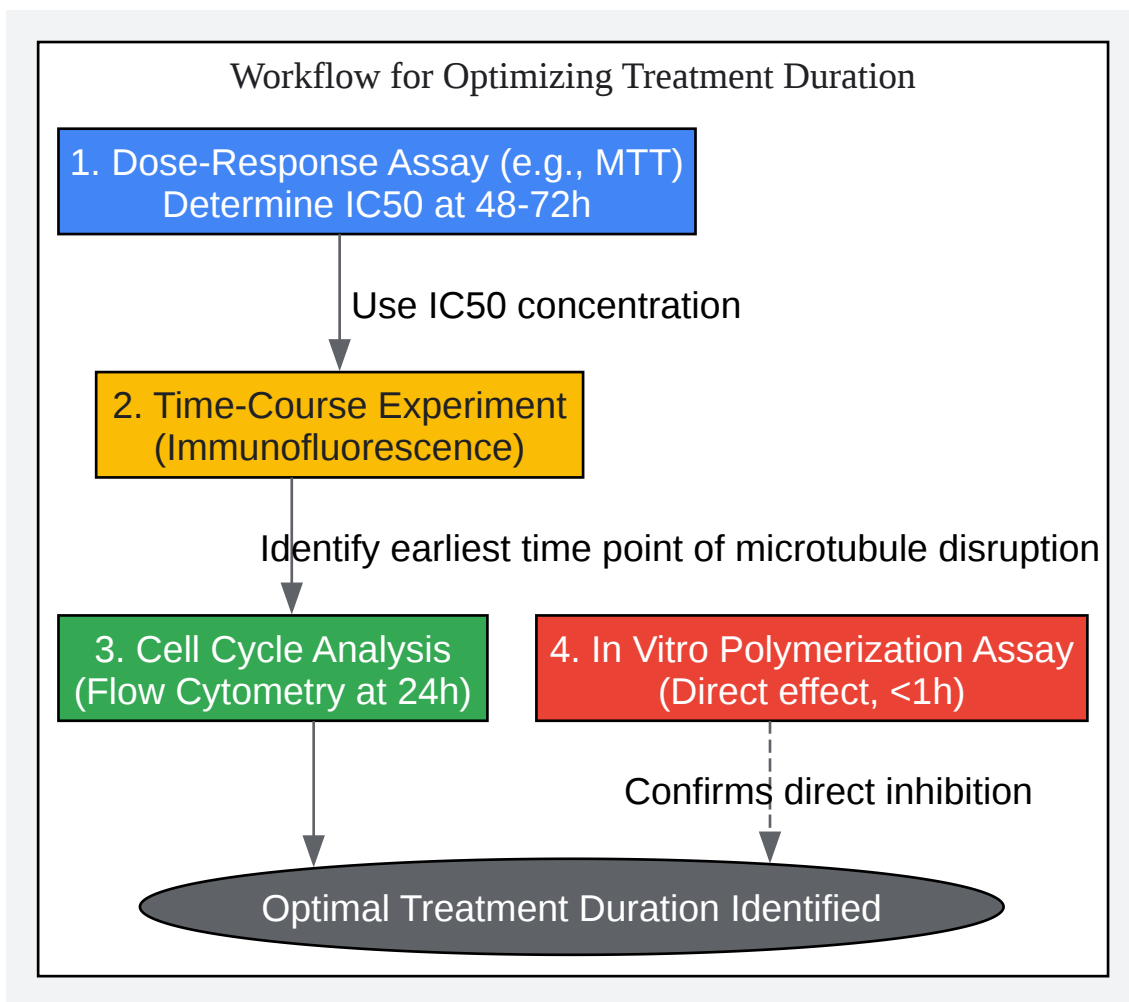 Workflow for Optimizing Treatment Duration
1. Dose-Response Assay (e.g., MTT)
Determine IC50 at 48-72h
Use IC50 concentration
2. Time-Course Experiment
(Immunofluorescence)
Identify earliest time point of microtubule disruption
3. Cell Cycle Analysis
(Flow Cytometry at 24h)
4. In Vitro Polymerization Assay
(Direct effect, <1h)
Confirms direct inhibition
Optimal Treatment Duration Identified